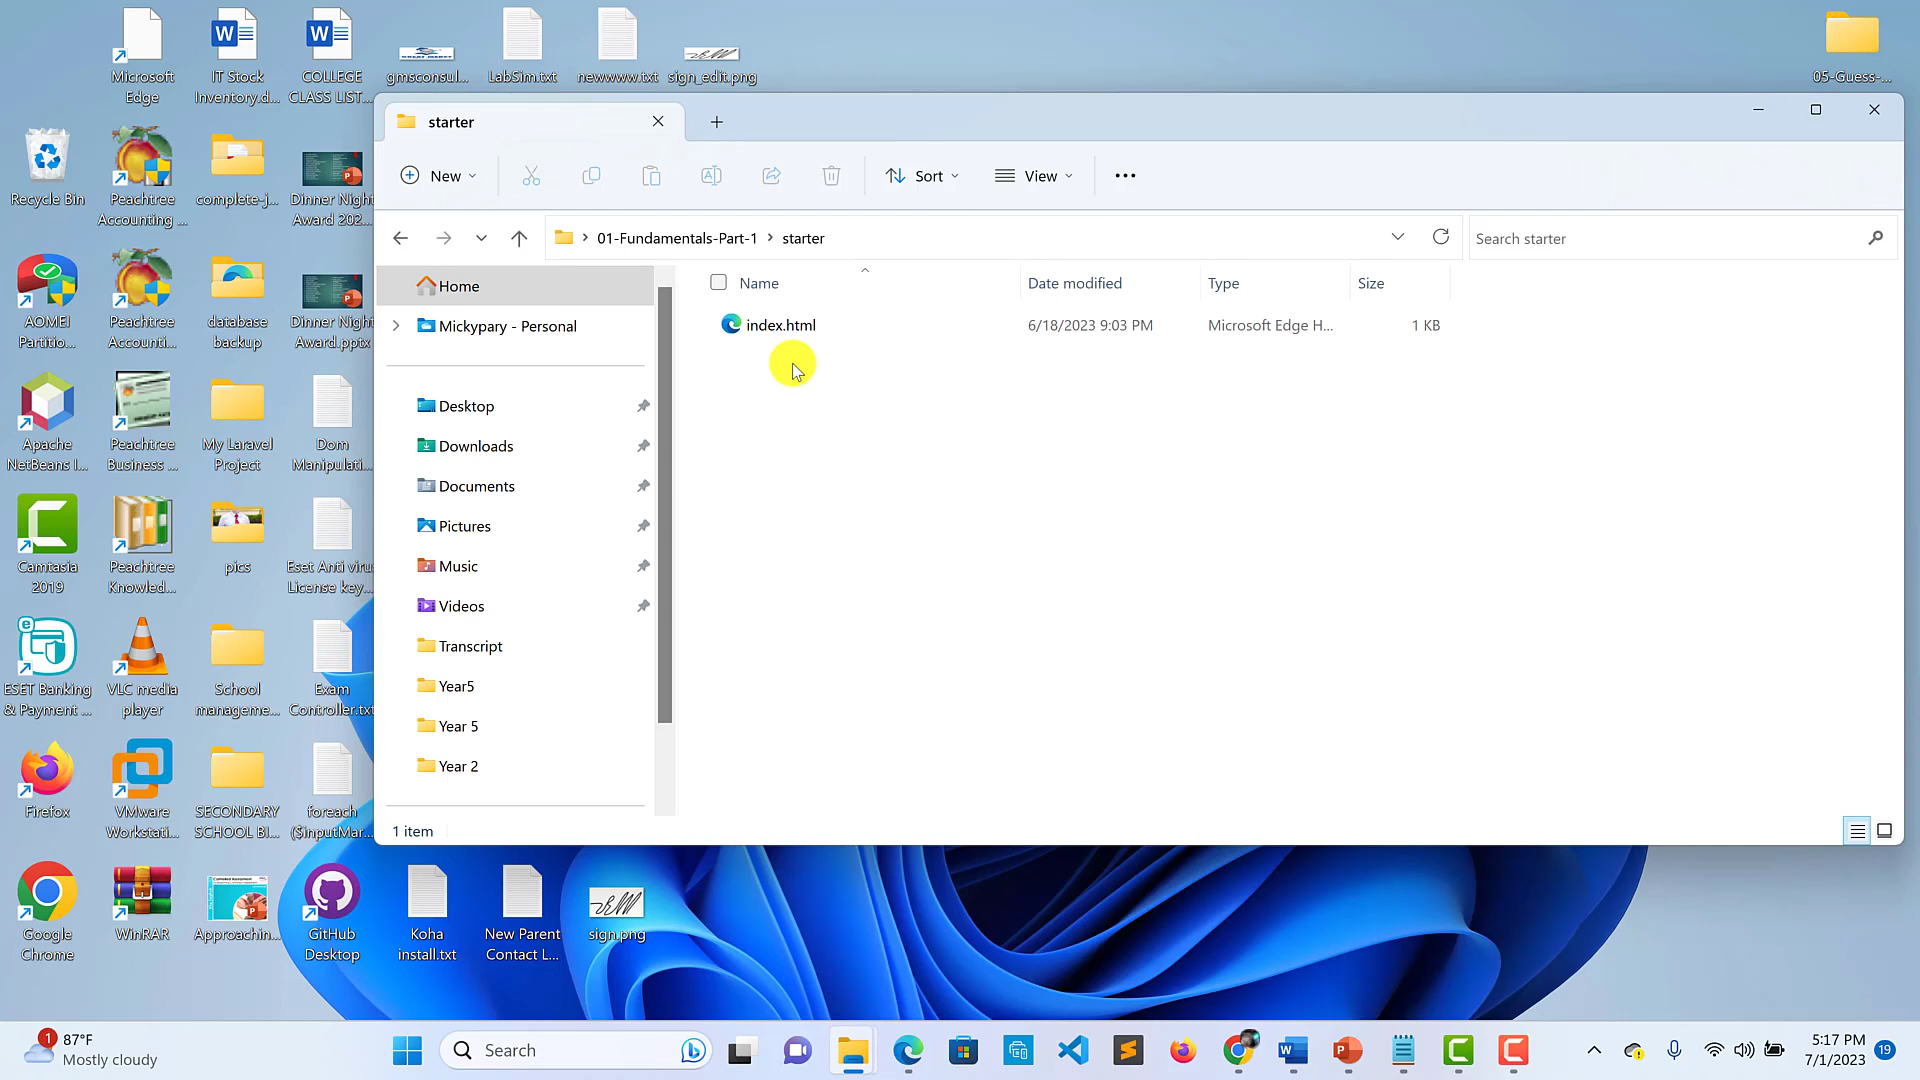 Microsoft
Edge
IT Stock
Inventory.d...
COLLEGE
CLASS LIST...
gmsconsul...
LabSim.txt
newwww.txt
sign_edit.png
05-Guess-...
Recycle Bin
Peachtree
Accounting ...
complete-j...
Dinner Night
Award 202...
AOMEI
Partitio...
Peachtree
Accounti...
database
backup
Dinner Night
Award.pptx
Apache
NetBeans I...
Peachtree
Business ...
My Laravel
Project
Dom
Manipulati...
Camtasia
2019
Peachtree
Knowled...
pics
Eset Anti viru
License key...
ESET Banking
& Payment ...
VLC media
player
School
manageme...
Exam
Controller.txt
Firefox
VMware
Workstati...
SECONDARY
SCHOOL BI...
foreach
($inputMar...
Google
Chrome
WinRAR
Approachin...
GitHub
Desktop
Koha
install.txt
New Parent
Contact L...
sign.png
starter
New
Sort
View
01-Fundamentals-Part-1 > starter
Search starter
Name Date modified Type Size
index.html 6/18/2023 9:03 PM Microsoft Edge H... 1 KB
Home
Mickypary - Personal
Desktop
Downloads
Documents
Pictures
Music
Videos
Transcript
Year5
Year 5
Year 2
1 item
1
87°F
Mostly cloudy
Search
5:17 PM
7/1/2023
19